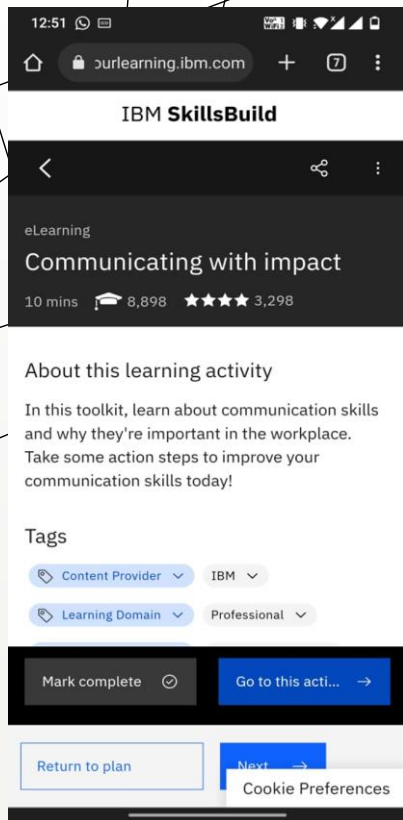 12:51
ourlearning.ibm.com
7
IBM SkillsBuild
eLearning
Communicating with impact
10 mins 8,898 3,298
About this learning activity
In this toolkit, learn about communication skills
and why they're important in the workplace.
Take some action steps to improve your
communication skills today!
Tags
Content Provider IBM
Learning Domain Professional
Mark complete Go to this acti...
Return to plan Next
Cookie Preferences